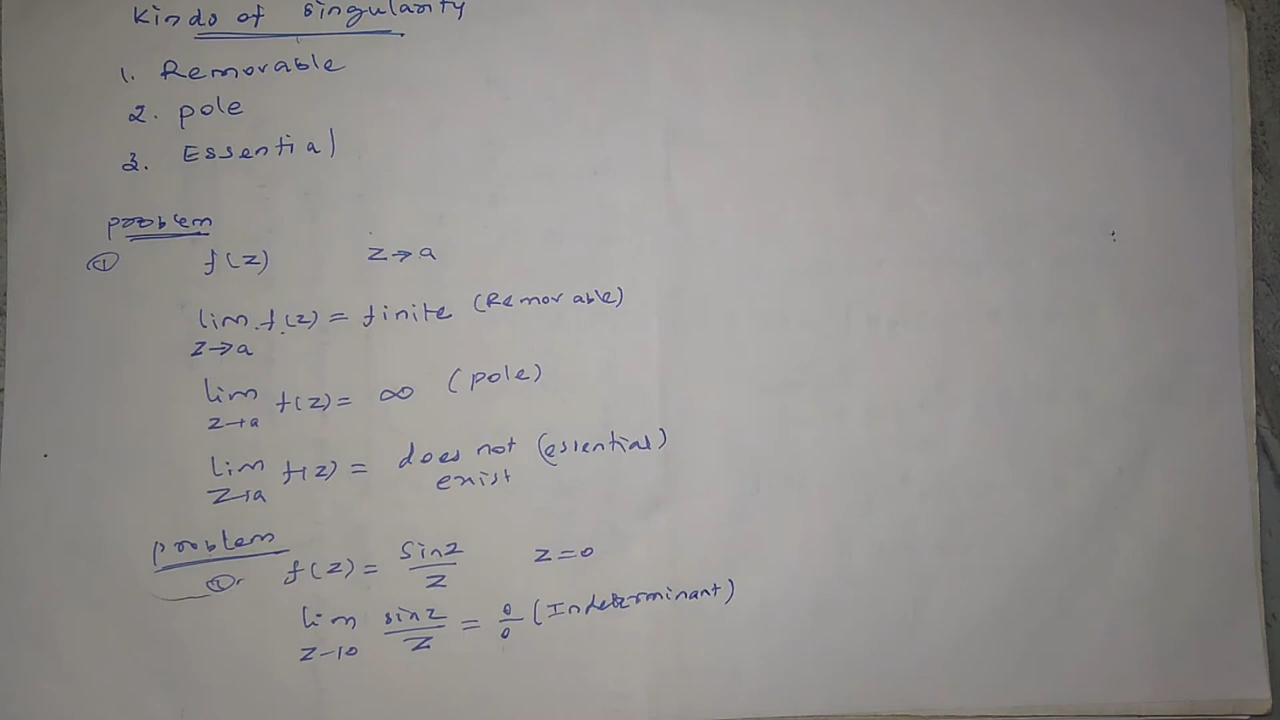 Kinds of singularity
1. Removable
2. pole
3. Essential
problem
① f(z) z→a
lim f(z) = finite (Removable)
z→a
lim f(z) = ∞ (pole)
z→a
lim f(z) = does not (essential)
z→a exist
problem
①. f(z) = sinz/z z=0
lim sinz/z = 0/0 (Indeterminant)
z→0